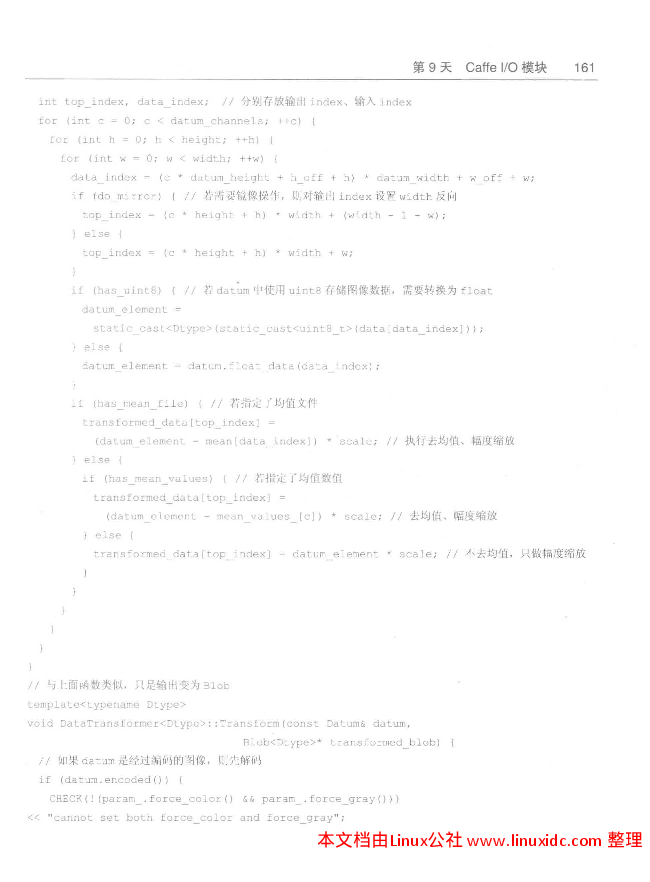 第 9 天 Caffe I/O 模块 161
int top_index, data_index; // 分别存放输出 index、输入 index
for (int c = 0; c < datum_channels; ++c) {
for (int h = 0; h < height; ++h) {
for (int w = 0; w < width; ++w) {
data_index = (c * datum_height + h_off + h) * datum_width + w_off + w;
if (do_mirror) { // 若需要镜像操作，则对输出 index 设置 width 反向
top_index = (c * height + h) * width + (width - 1 - w);
} else {
top_index = (c * height + h) * width + w;
}
if (has_uint8) { // 若 datum 中使用 uint8 存储图像数据，需要转换为 float
datum_element =
static_cast<Dtype>(static_cast<uint8_t>(data[data_index]));
} else {
datum_element = datum.float_data(data_index);
}
if (has_mean_file) { // 若指定了均值文件
transformed_data[top_index] =
(datum_element - mean[data_index]) * scale; // 执行去均值、幅度缩放
} else {
if (has_mean_values) { // 若指定了均值数值
transformed_data[top_index] =
(datum_element - mean_values_[c]) * scale; // 去均值、幅度缩放
} else {
transformed_data[top_index] = datum_element * scale; // 不去均值，只做幅度缩放
}
}
}
}
}
}
// 与上面函数类似，只是输出变为 Blob
template<typename Dtype>
void DataTransformer<Dtype>::Transform(const Datum& datum,
Blob<Dtype>* transformed_blob) {
// 如果 datum 是经过编码的图像，则先解码
if (datum.encoded()) {
CHECK(!(param_.force_color() && param_.force_gray()))
<< "cannot set both force_color and force_gray";
本文档由Linux公社 www.linuxidc.com 整理